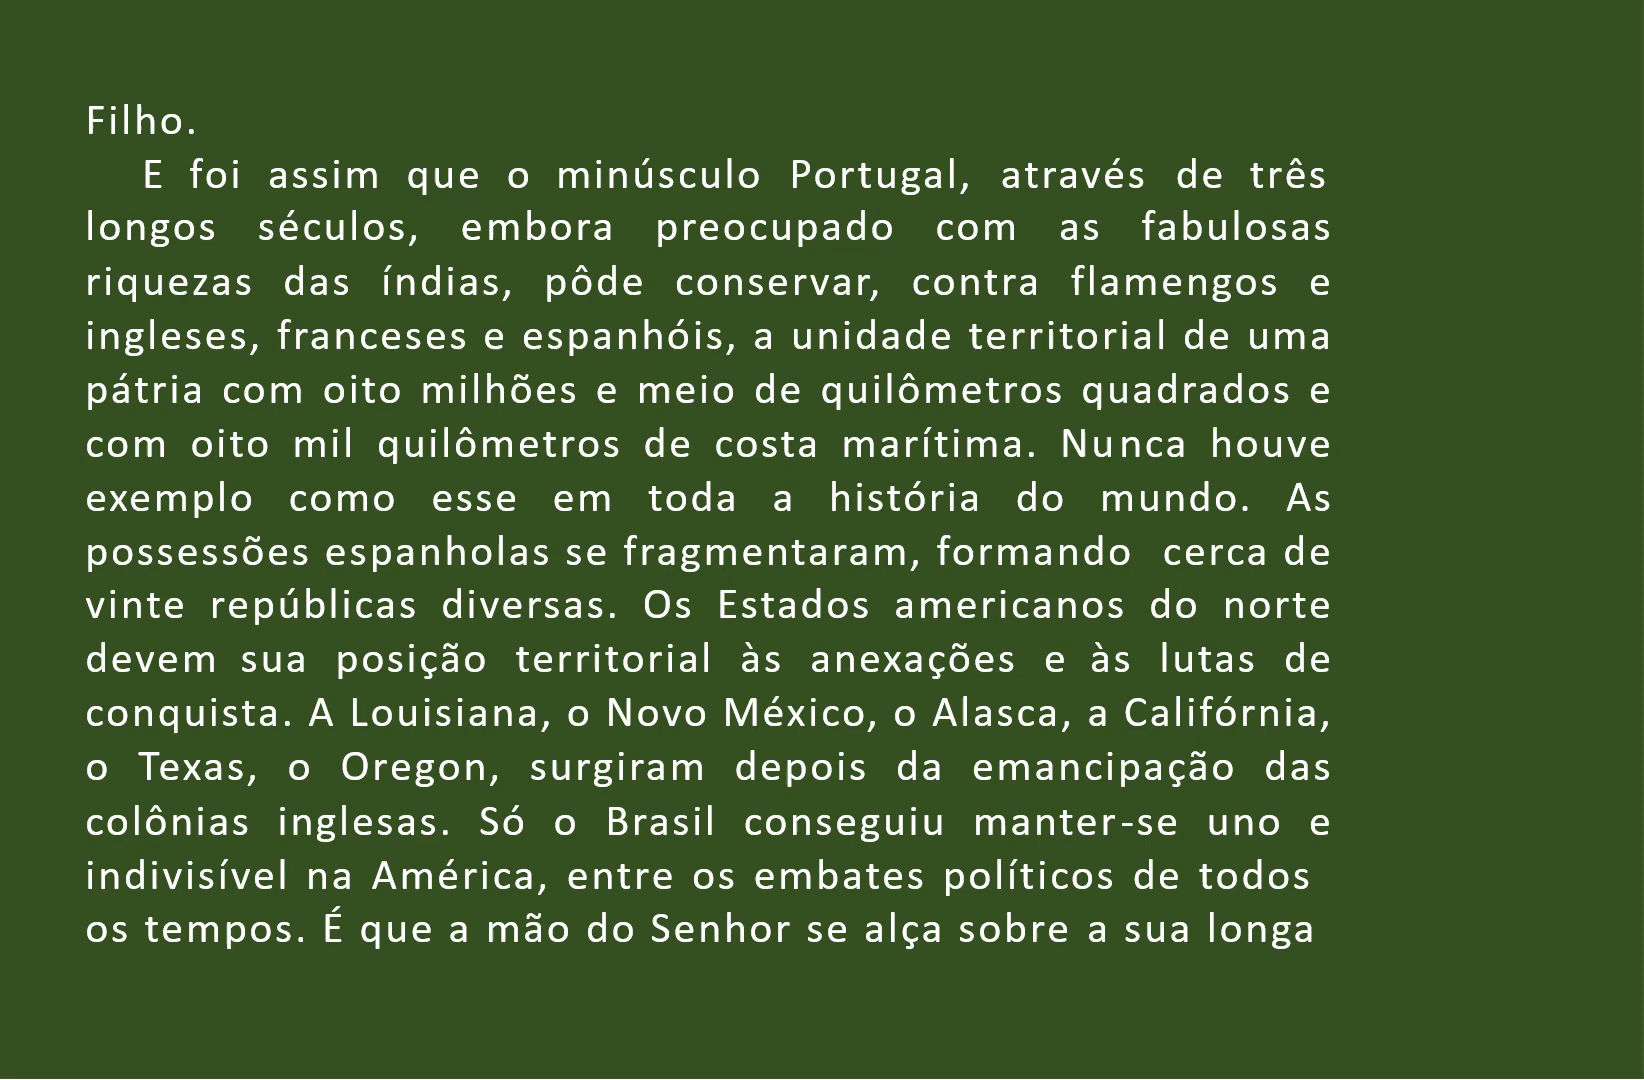 Filho.
E foi assim que o minúsculo Portugal, através de três
longos séculos, embora preocupado com as fabulosas
riquezas das índias, pôde conservar, contra flamengos e
ingleses, franceses e espanhóis, a unidade territorial de uma
pátria com oito milhões e meio de quilômetros quadrados e
com oito mil quilômetros de costa marítima. Nunca houve
exemplo como esse em toda a história do mundo. As
possessões espanholas se fragmentaram, formando cerca de
vinte repúblicas diversas. Os Estados americanos do norte
devem sua posição territorial às anexações e às lutas de
conquista. A Louisiana, o Novo México, o Alasca, a Califórnia,
o Texas, o Oregon, surgiram depois da emancipação das
colônias inglesas. Só o Brasil conseguiu manter-se uno e
indivisível na América, entre os embates políticos de todos
os tempos. É que a mão do Senhor se alça sobre a sua longa